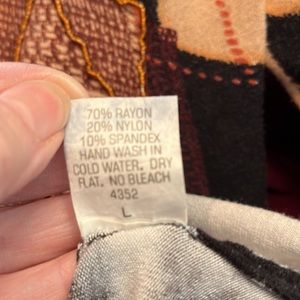 70% RAYON
20% NYLON
10% SPANDEX
HAND WASH IN
COLD WATER, DRY
FLAT. NO BLEACH
4352
L